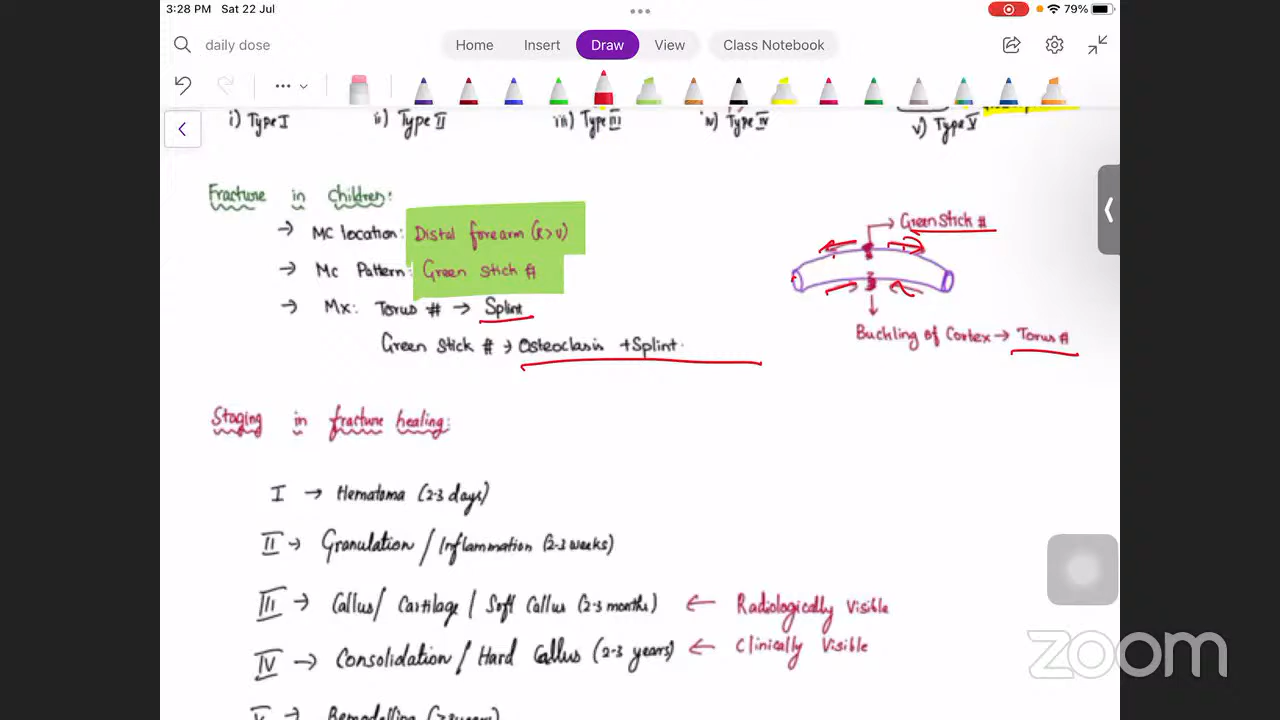 3:28 PM Sat 22 Jul
79%
daily dose
Home Insert Draw View Class Notebook
i) Type I ii) Type II iii) Type III iv) Type IV v) Type V
Fracture in Children:
→ MC location: Distal forearm (R>U)
→ MC Pattern: Green stick #
→ Mx: Torus # → Splint
Green Stick # → Osteoclasis + Splint.
Green stick #
Buckling of Cortex → Torus #
Staging in fracture healing:
I → Hematoma (2-3 days)
II → Granulation / Inflammation (2-3 weeks)
III → Callus / Cartilage / Soft Callus (2-3 months) ← Radiologically Visible
IV → Consolidation / Hard Callus (2-3 years) ← Clinically Visible
V → Remodelling
zoom